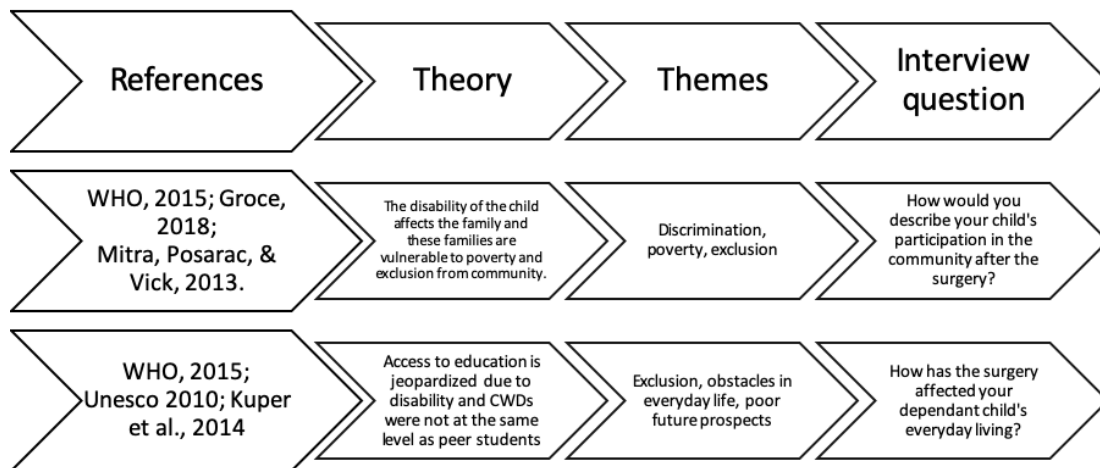 References
Theory
Themes
Interview
question
WHO, 2015; Groce,
2018;
Mitra, Posarac, &
Vick, 2013.
The disability of the child
affects the family and
these families are
vulnerable to poverty and
exclusion from community.
Discrimination,
poverty, exclusion
How would you
describe your child's
participation in the
community after the
surgery?
WHO, 2015;
Unesco 2010; Kuper
et al., 2014
Access to education is
jeopardized due to
disability and CWDs
were not at the same
level as peer students
Exclusion, obstacles in
everyday life, poor
future prospects
How has the surgery
affected your
dependant child's
everyday living?